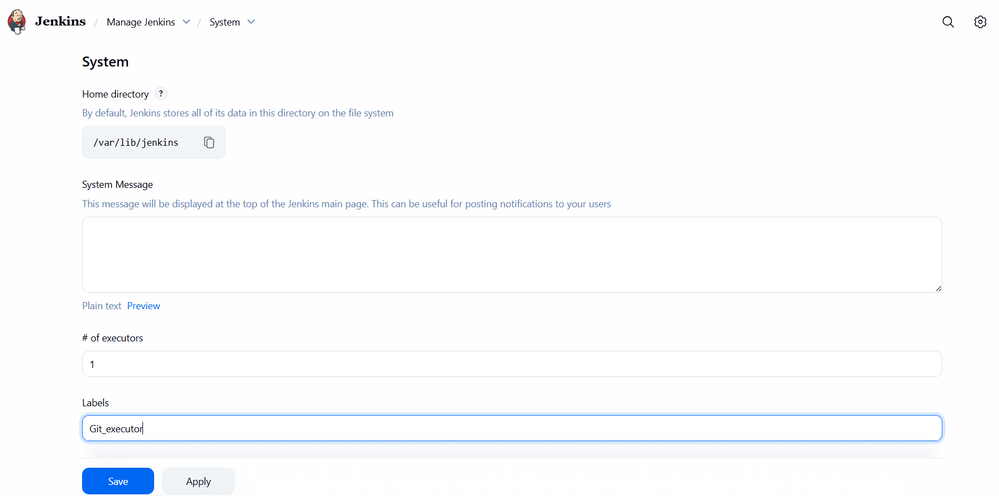 Jenkins / Manage Jenkins / System
System
Home directory ?
By default, Jenkins stores all of its data in this directory on the file system
/var/lib/jenkins
System Message
This message will be displayed at the top of the Jenkins main page. This can be useful for posting notifications to your users
Plain text Preview
# of executors
1
Labels
Git_executor
Save Apply